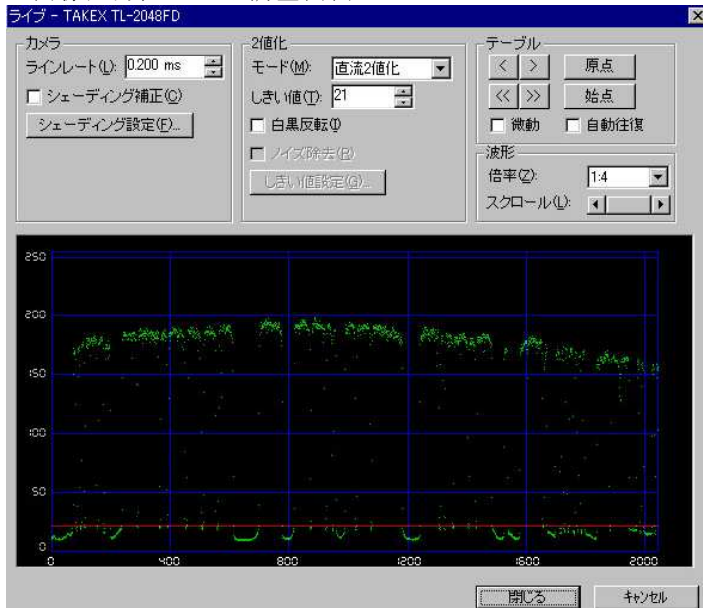 ライブ - TAKEX TL-2048FD
カメラ
ラインレート(L): 0.200 ms
シェーディング補正(C)
シェーディング設定(F)...
2値化
モード(M): 直流2値化
しきい値(T): 21
白黒反転(I)
ノイズ除去(R)
しきい値設定(G)...
テーブル
< > 原点
<< >> 始点
微動 自動往復
波形
倍率(Z): 1:4
スクロール(L):
250
200
150
100
50
0
0 400 800 1200 1600 2000
閉じる キャンセル